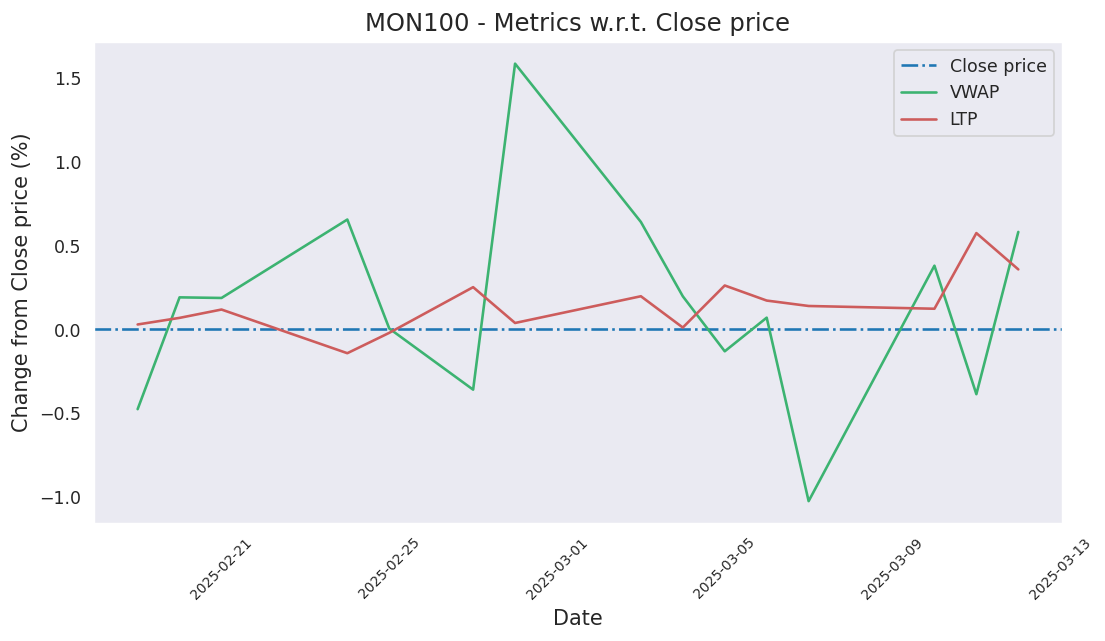 MON100 - Metrics w.r.t. Close price
Close price
VWAP
LTP
Change from Close price (%)
1.5
1.0
0.5
0.0
−0.5
−1.0
2025-02-21
2025-02-25
2025-03-01
2025-03-05
2025-03-09
2025-03-13
Date